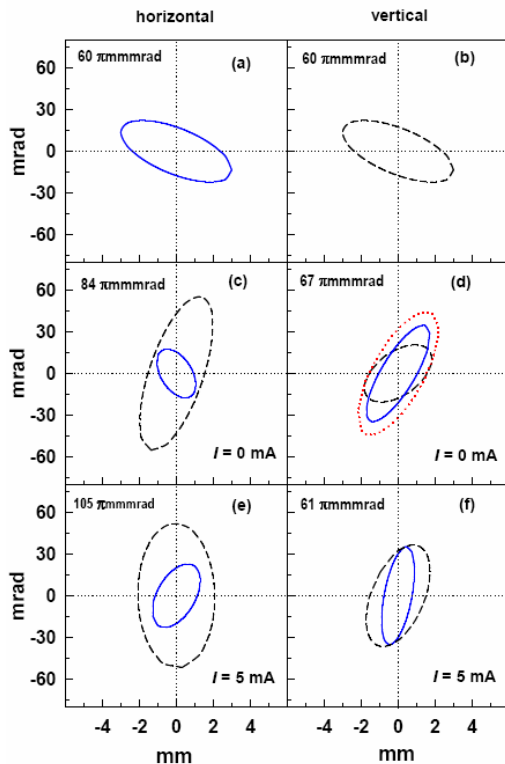 horizontal
vertical
60 πmmmrad
(a)
60 πmmmrad
(b)
mrad
60
30
0
-30
-60
84 πmmmrad
(c)
67 πmmmrad
(d)
mrad
60
30
0
-30
-60
I = 0 mA
I = 0 mA
105 πmmmrad
(e)
61 πmmmrad
(f)
mrad
60
30
0
-30
-60
I = 5 mA
I = 5 mA
-4 -2 0 2 4
-4 -2 0 2 4
mm
mm